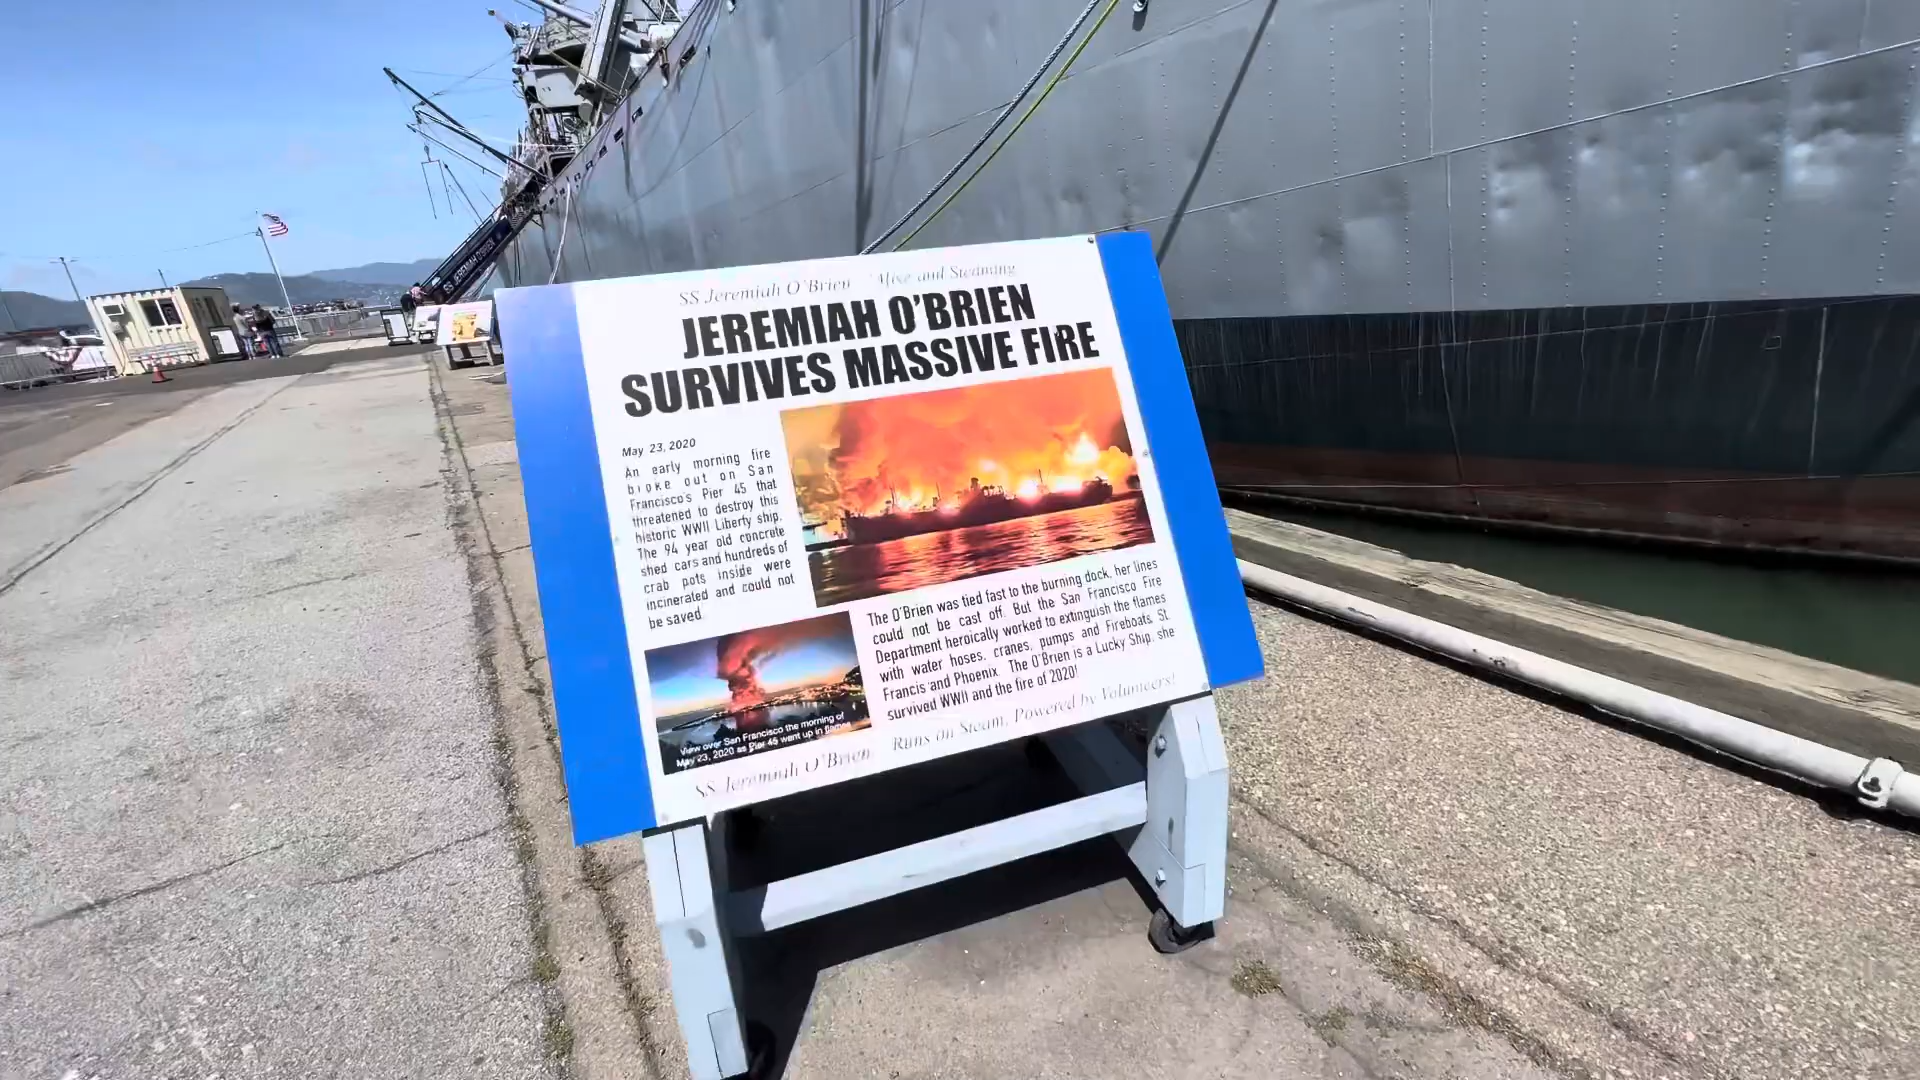 SS JEREMIAH O'BRIEN
SS Jeremiah O'Brien Alive and Steaming
JEREMIAH O'BRIEN
SURVIVES MASSIVE FIRE
May 23, 2020
An early morning fire
broke out on San
Francisco's Pier 45 that
threatened to destroy this
historic WWII Liberty ship.
The 94 year old concrete
shed cars and hundreds of
crab pots inside were
incinerated and could not
be saved.
The O'Brien was tied fast to the burning dock, her lines
could not be cast off. But the San Francisco Fire
Department heroically worked to extinguish the flames
with water hoses, cranes, pumps and Fireboats St.
Francis and Phoenix. The O'Brien is a Lucky Ship, she
survived WWII and the fire of 2020!
View over San Francisco the morning of
May 23, 2020 as Pier 45 went up in flames
SS Jeremiah O'Brien. Runs on Steam, Powered by Volunteers!